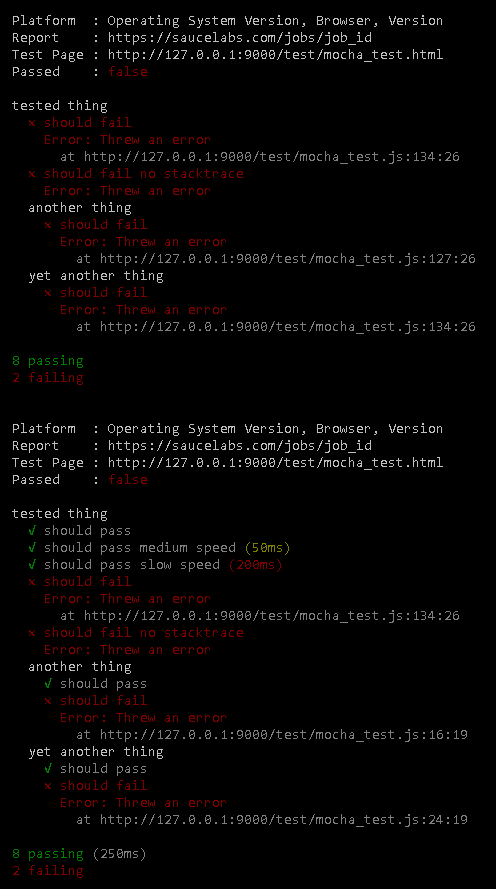 Platform  : Operating System Version, Browser, Version
Report    : https://saucelabs.com/jobs/job_id
Test Page : http://127.0.0.1:9000/test/mocha_test.html
Passed    : false

tested thing
  × should fail
    Error: Threw an error
      at http://127.0.0.1:9000/test/mocha_test.js:134:26
  × should fail no stacktrace
    Error: Threw an error
  another thing
    × should fail
      Error: Threw an error
        at http://127.0.0.1:9000/test/mocha_test.js:127:26
  yet another thing
    × should fail
      Error: Threw an error
        at http://127.0.0.1:9000/test/mocha_test.js:134:26

8 passing
2 failing

Platform  : Operating System Version, Browser, Version
Report    : https://saucelabs.com/jobs/job_id
Test Page : http://127.0.0.1:9000/test/mocha_test.html
Passed    : false

tested thing
  √ should pass
  √ should pass medium speed (50ms)
  √ should pass slow speed (200ms)
  × should fail
    Error: Threw an error
      at http://127.0.0.1:9000/test/mocha_test.js:134:26
  × should fail no stacktrace
    Error: Threw an error
  another thing
    √ should pass
    × should fail
      Error: Threw an error
        at http://127.0.0.1:9000/test/mocha_test.js:16:19
  yet another thing
    √ should pass
    × should fail
      Error: Threw an error
        at http://127.0.0.1:9000/test/mocha_test.js:24:19

8 passing (250ms)
2 failing